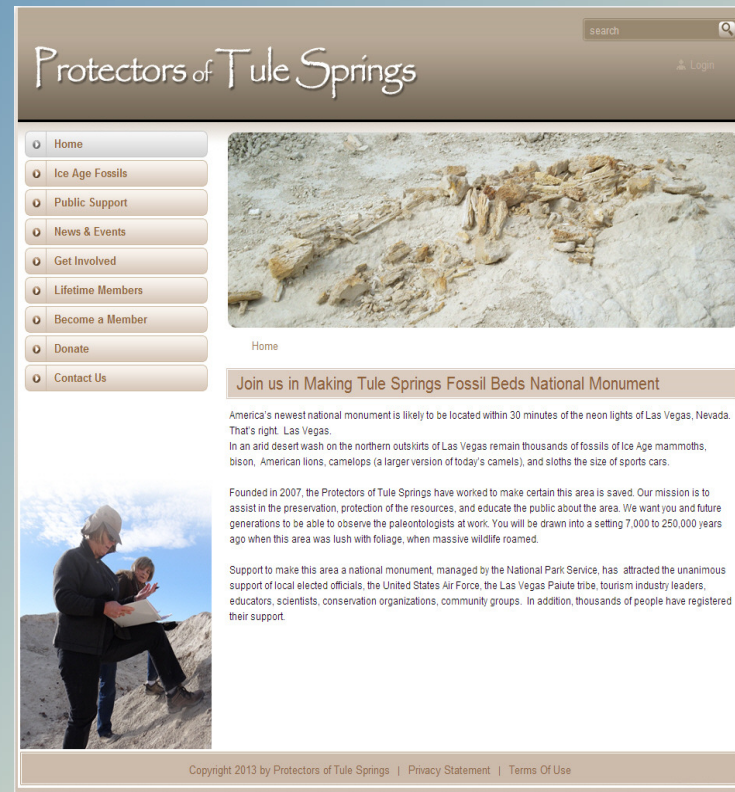 search
Protectors of Tule Springs
Login
Home
Ice Age Fossils
Public Support
News & Events
Get Involved
Lifetime Members
Become a Member
Donate
Contact Us
Home
Join us in Making Tule Springs Fossil Beds National Monument
America's newest national monument is likely to be located within 30 minutes of the neon lights of Las Vegas, Nevada.
That's right. Las Vegas.
In an arid desert wash on the northern outskirts of Las Vegas remain thousands of fossils of Ice Age mammoths,
bison, American lions, camelops (a larger version of today's camels), and sloths the size of sports cars.
Founded in 2007, the Protectors of Tule Springs have worked to make certain this area is saved. Our mission is to
assist in the preservation, protection of the resources, and educate the public about the area. We want you and future
generations to be able to observe the paleontologists at work. You will be drawn into a setting 7,000 to 250,000 years
ago when this area was lush with foliage, when massive wildlife roamed.
Support to make this area a national monument, managed by the National Park Service, has attracted the unanimous
support of local elected officials, the United States Air Force, the Las Vegas Paiute tribe, tourism industry leaders,
educators, scientists, conservation organizations, community groups. In addition, thousands of people have registered
their support.
Copyright 2013 by Protectors of Tule Springs | Privacy Statement | Terms Of Use